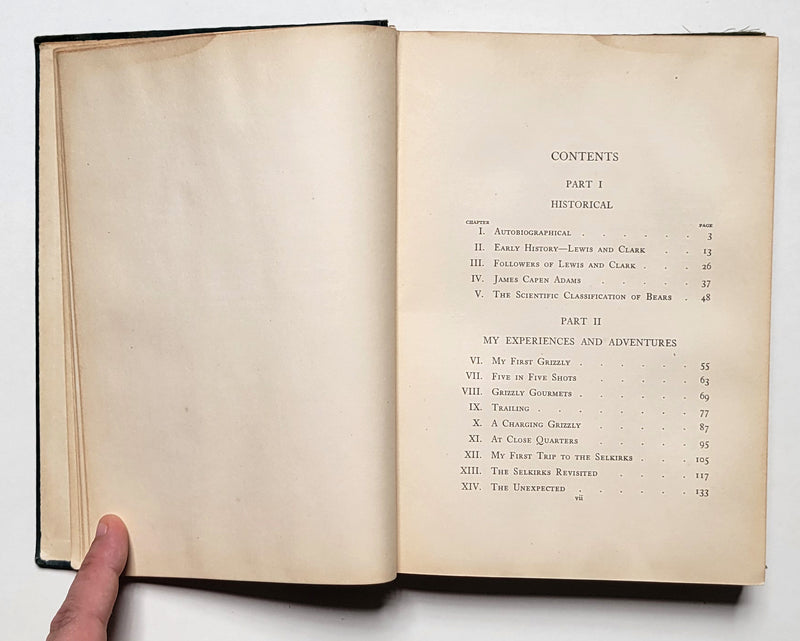 CONTENTS
PART I
HISTORICAL
CHAPTER PAGE
I. Autobiographical . . . . . . 3
II. Early History—Lewis and Clark . . 13
III. Followers of Lewis and Clark . . . 26
IV. James Capen Adams . . . . . 37
V. The Scientific Classification of Bears . 48
PART II
MY EXPERIENCES AND ADVENTURES
VI. My First Grizzly . . . . . . 55
VII. Five in Five Shots . . . . . 63
VIII. Grizzly Gourmets . . . . . . 69
IX. Trailing . . . . . . . 77
X. A Charging Grizzly . . . . . 87
XI. At Close Quarters . . . . . 95
XII. My First Trip to the Selkirks . . . 105
XIII. The Selkirks Revisited . . . . 117
XIV. The Unexpected . . . . . . 133
vii